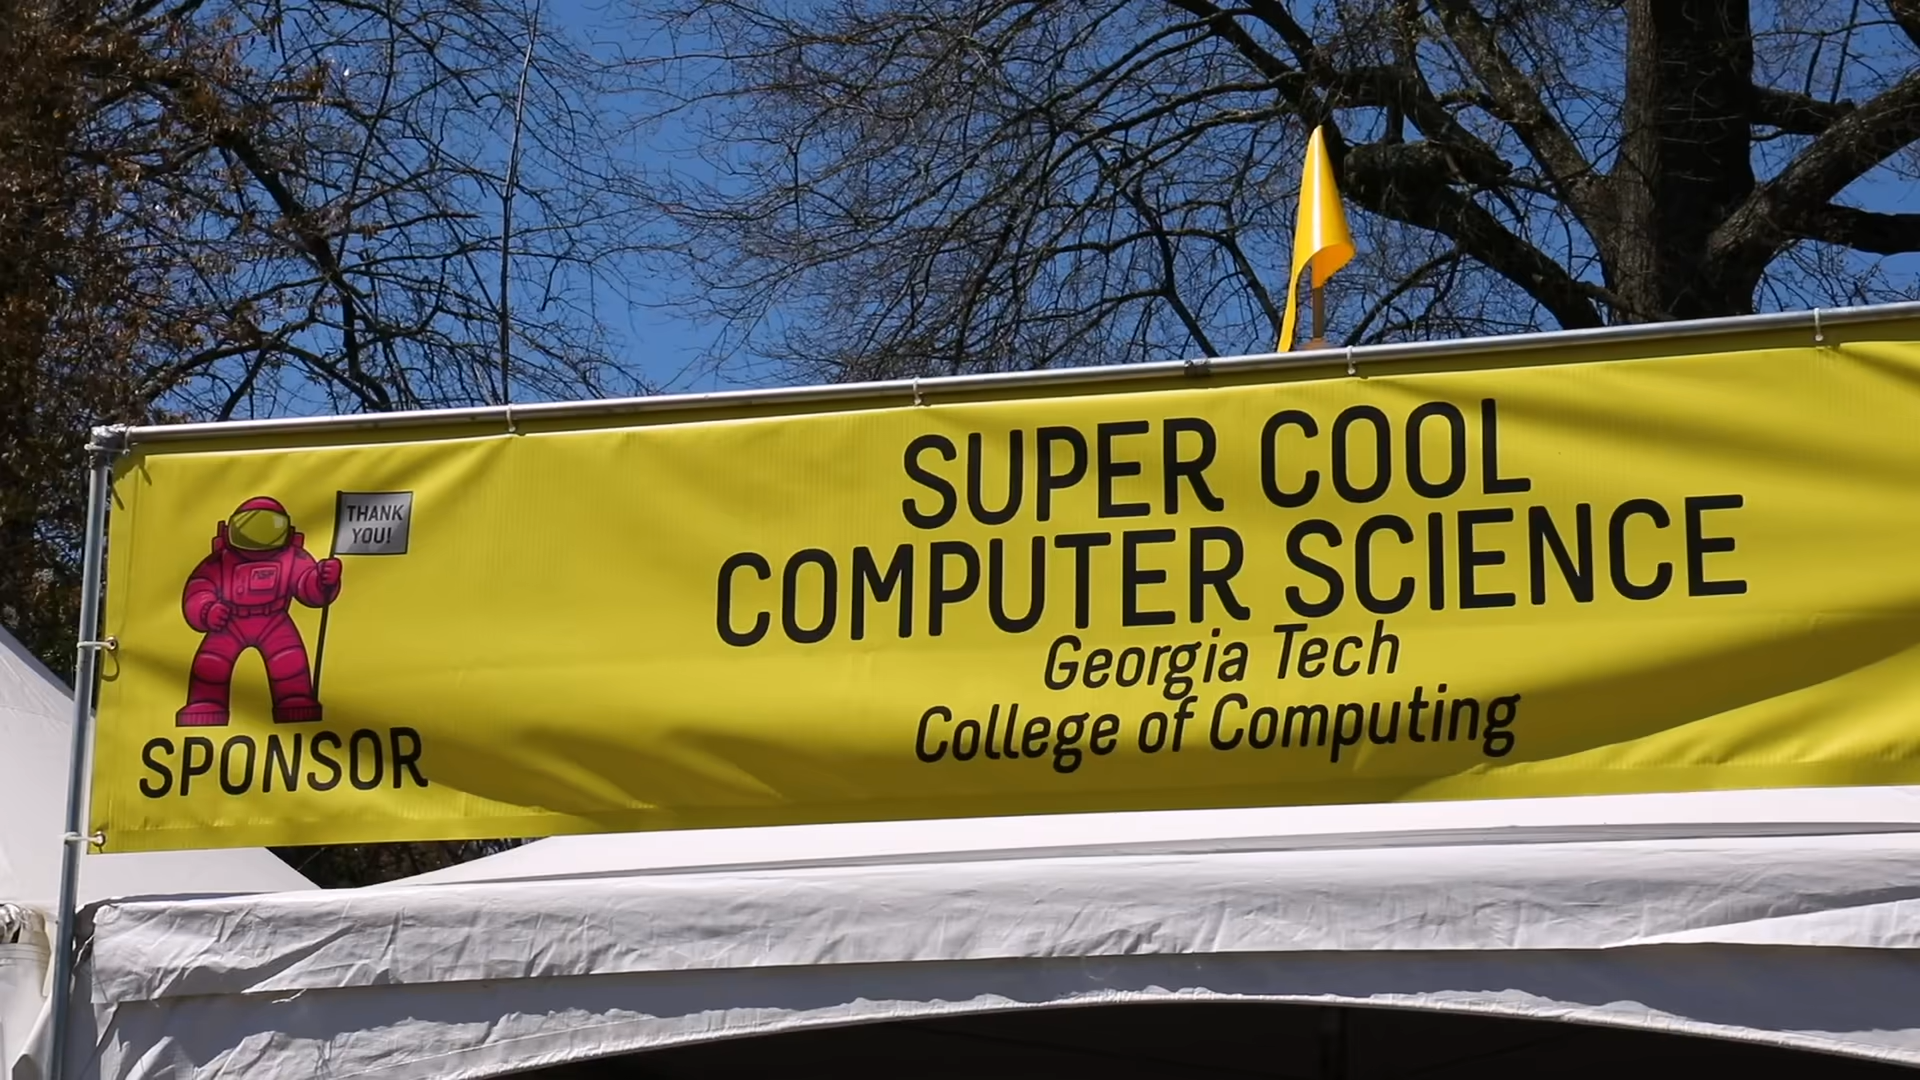 THANK
YOU!
SPONSOR
SUPER COOL
COMPUTER SCIENCE
Georgia Tech
College of Computing